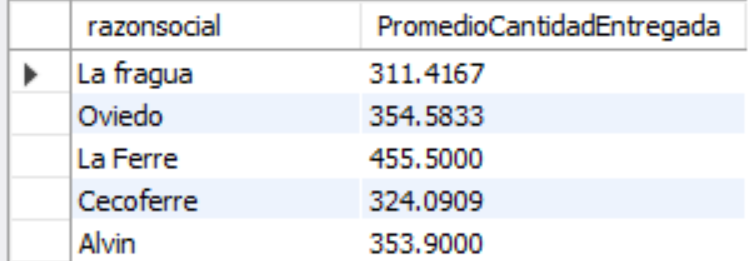 razonsocial PromedioCantidadEntregada
La fragua 311.4167
Oviedo 354.5833
La Ferre 455.5000
Cecoferre 324.0909
Alvin 353.9000